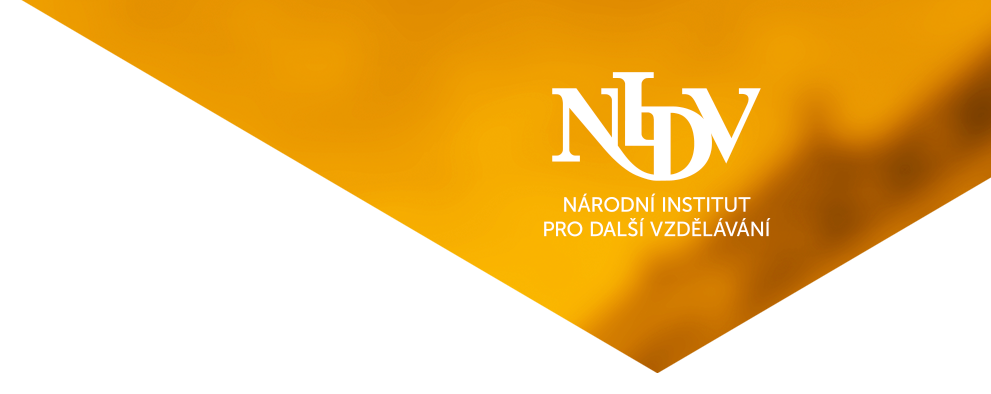 NIDV
NÁRODNÍ INSTITUT
PRO DALŠÍ VZDĚLÁVÁNÍ